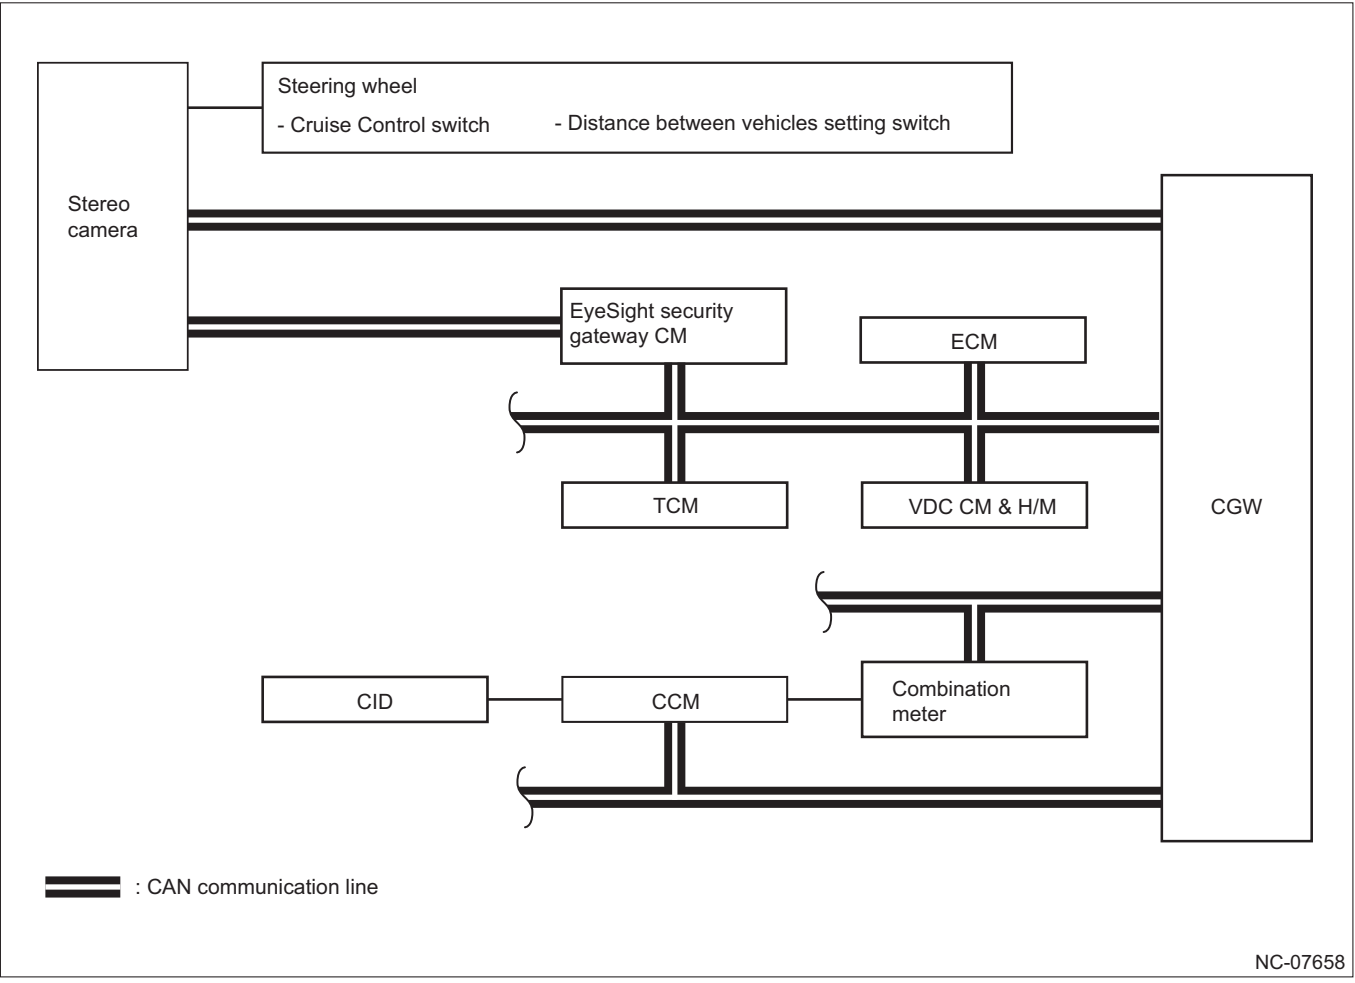 Steering wheel
- Cruise Control switch - Distance between vehicles setting switch
Stereo
camera
EyeSight security
gateway CM
ECM
TCM
VDC CM & H/M
CGW
CID
CCM
Combination
meter
: CAN communication line
NC-07658